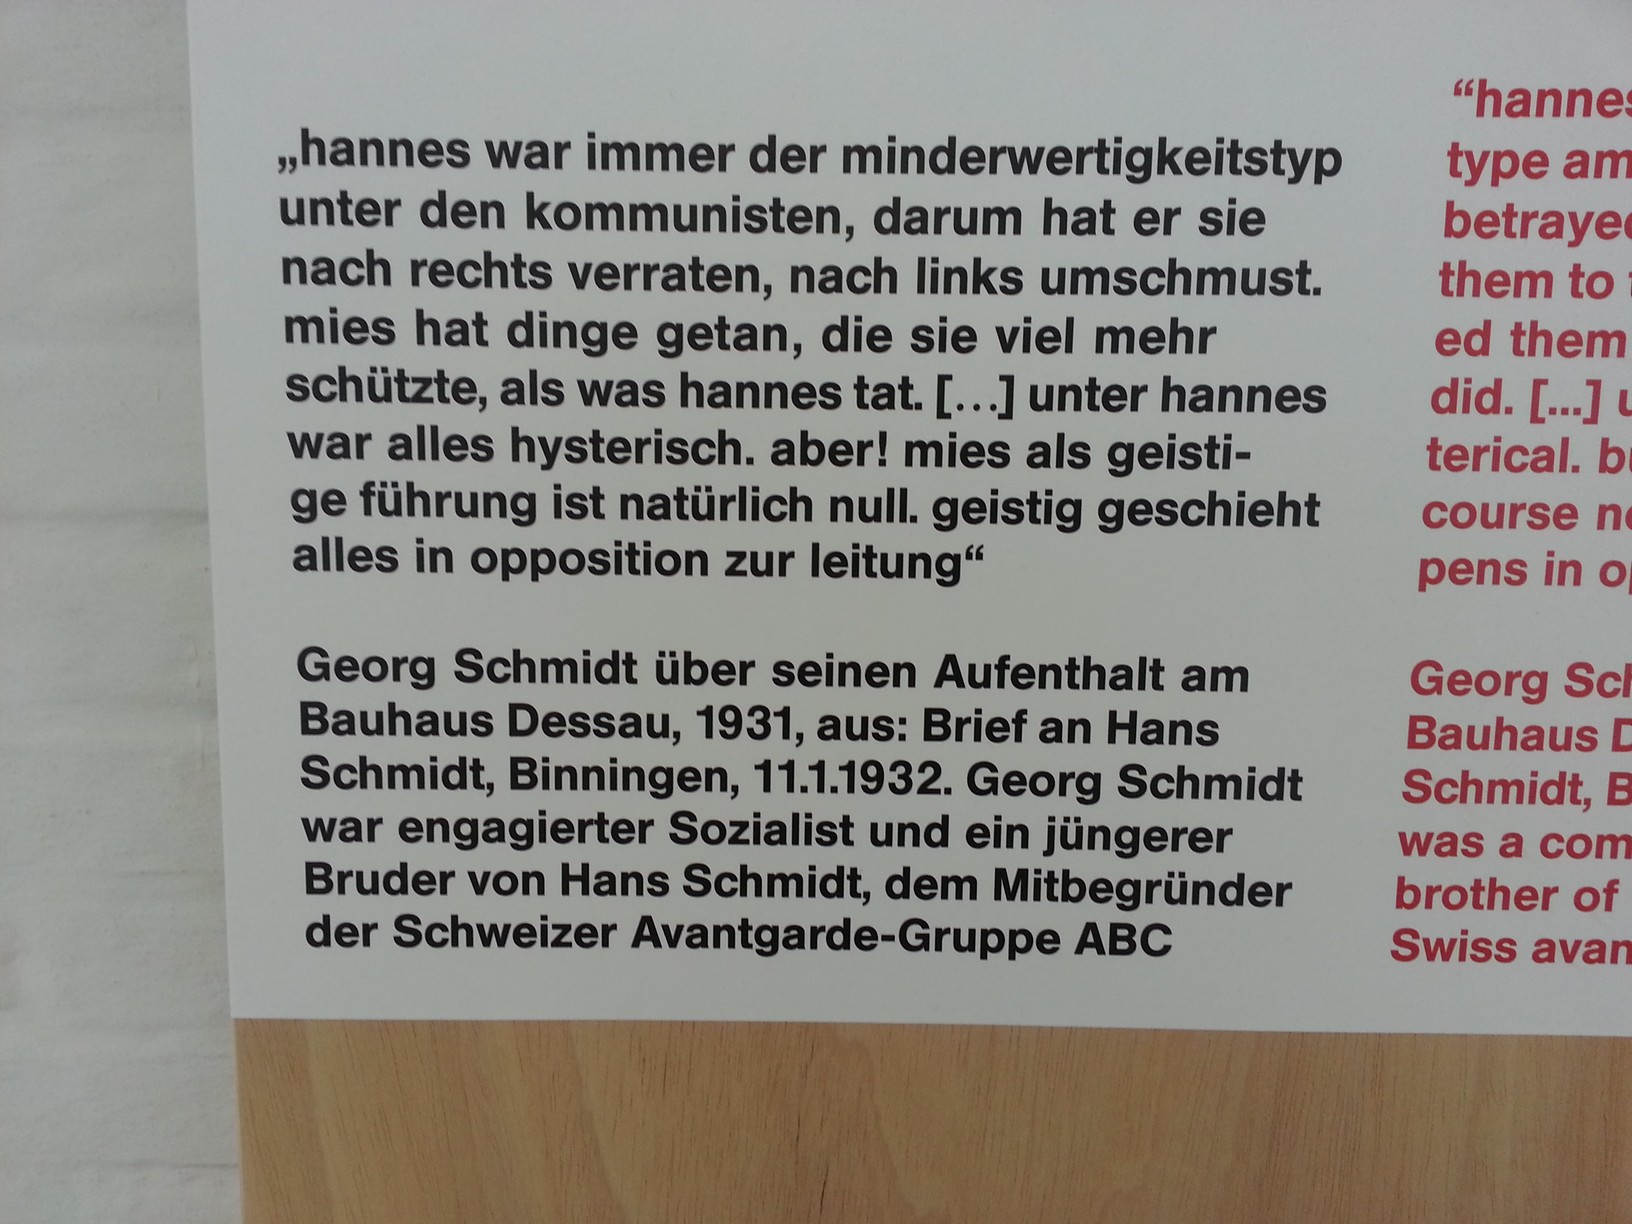 „hannes war immer der minderwertigkeitstyp
unter den kommunisten, darum hat er sie
nach rechts verraten, nach links umschmust.
mies hat dinge getan, die sie viel mehr
schützte, als was hannes tat. […] unter hannes
war alles hysterisch. aber! mies als geisti-
ge führung ist natürlich null. geistig geschieht
alles in opposition zur leitung“
Georg Schmidt über seinen Aufenthalt am
Bauhaus Dessau, 1931, aus: Brief an Hans
Schmidt, Binningen, 11.1.1932. Georg Schmidt
war engagierter Sozialist und ein jüngerer
Bruder von Hans Schmidt, dem Mitbegründer
der Schweizer Avantgarde-Gruppe ABC
“hannes
type am
betrayed
them to
ed them
did. [...]
terical.
course
pens in
Georg
Bauhaus
Schmidt,
was a
brother of
Swiss